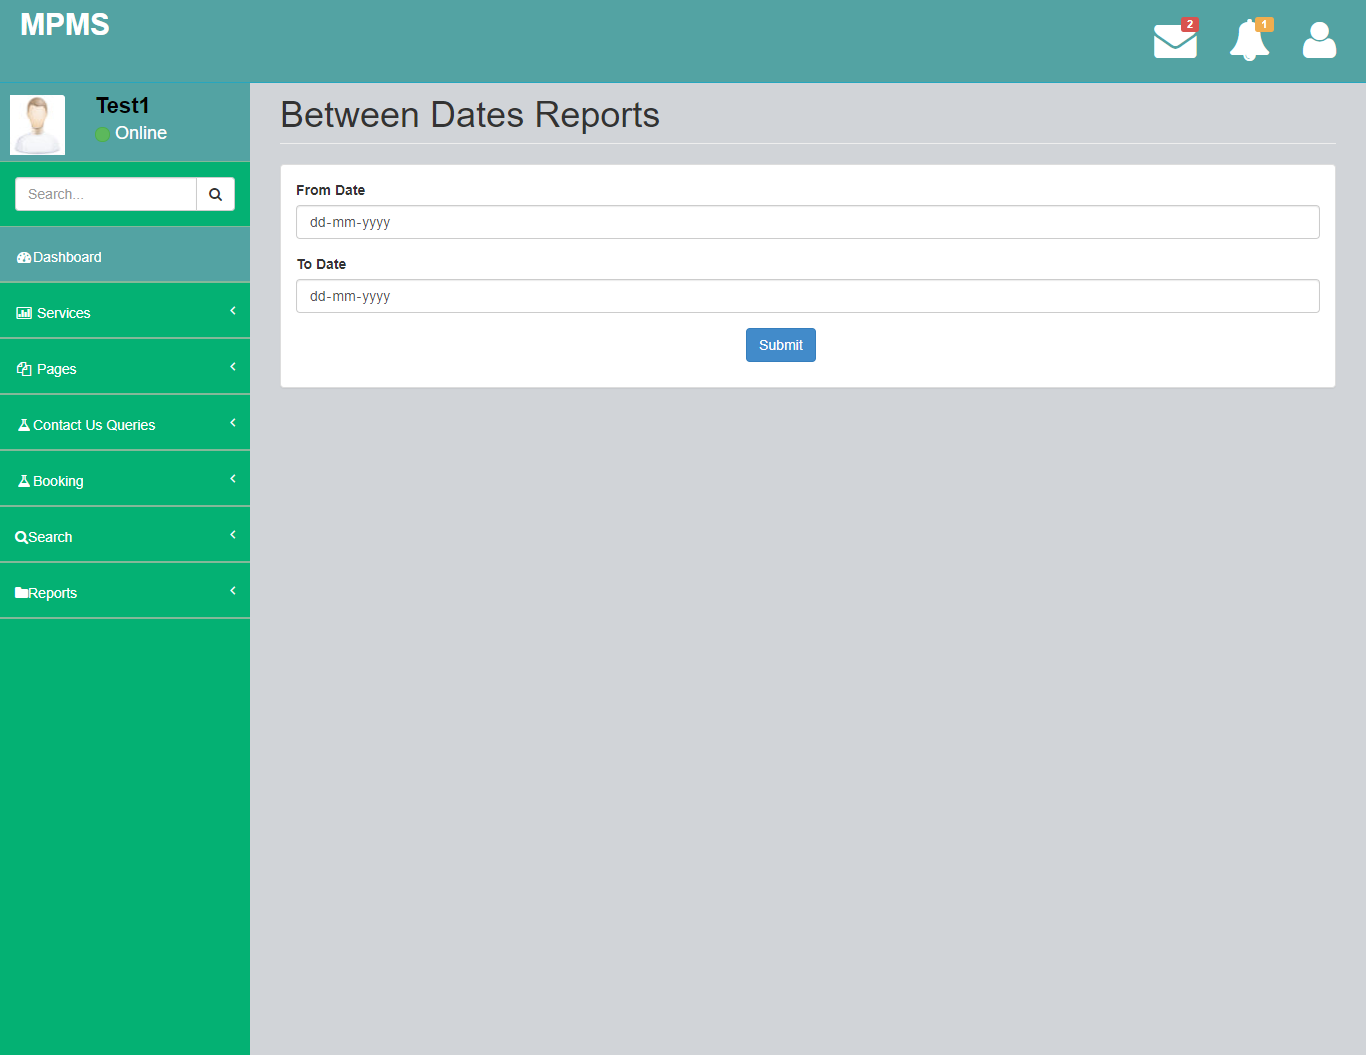 MPMS
2
1
Test1
Online
Search...
Dashboard
Services
Pages
Contact Us Queries
Booking
Search
Reports
Between Dates Reports
From Date
dd-mm-yyyy
To Date
dd-mm-yyyy
Submit